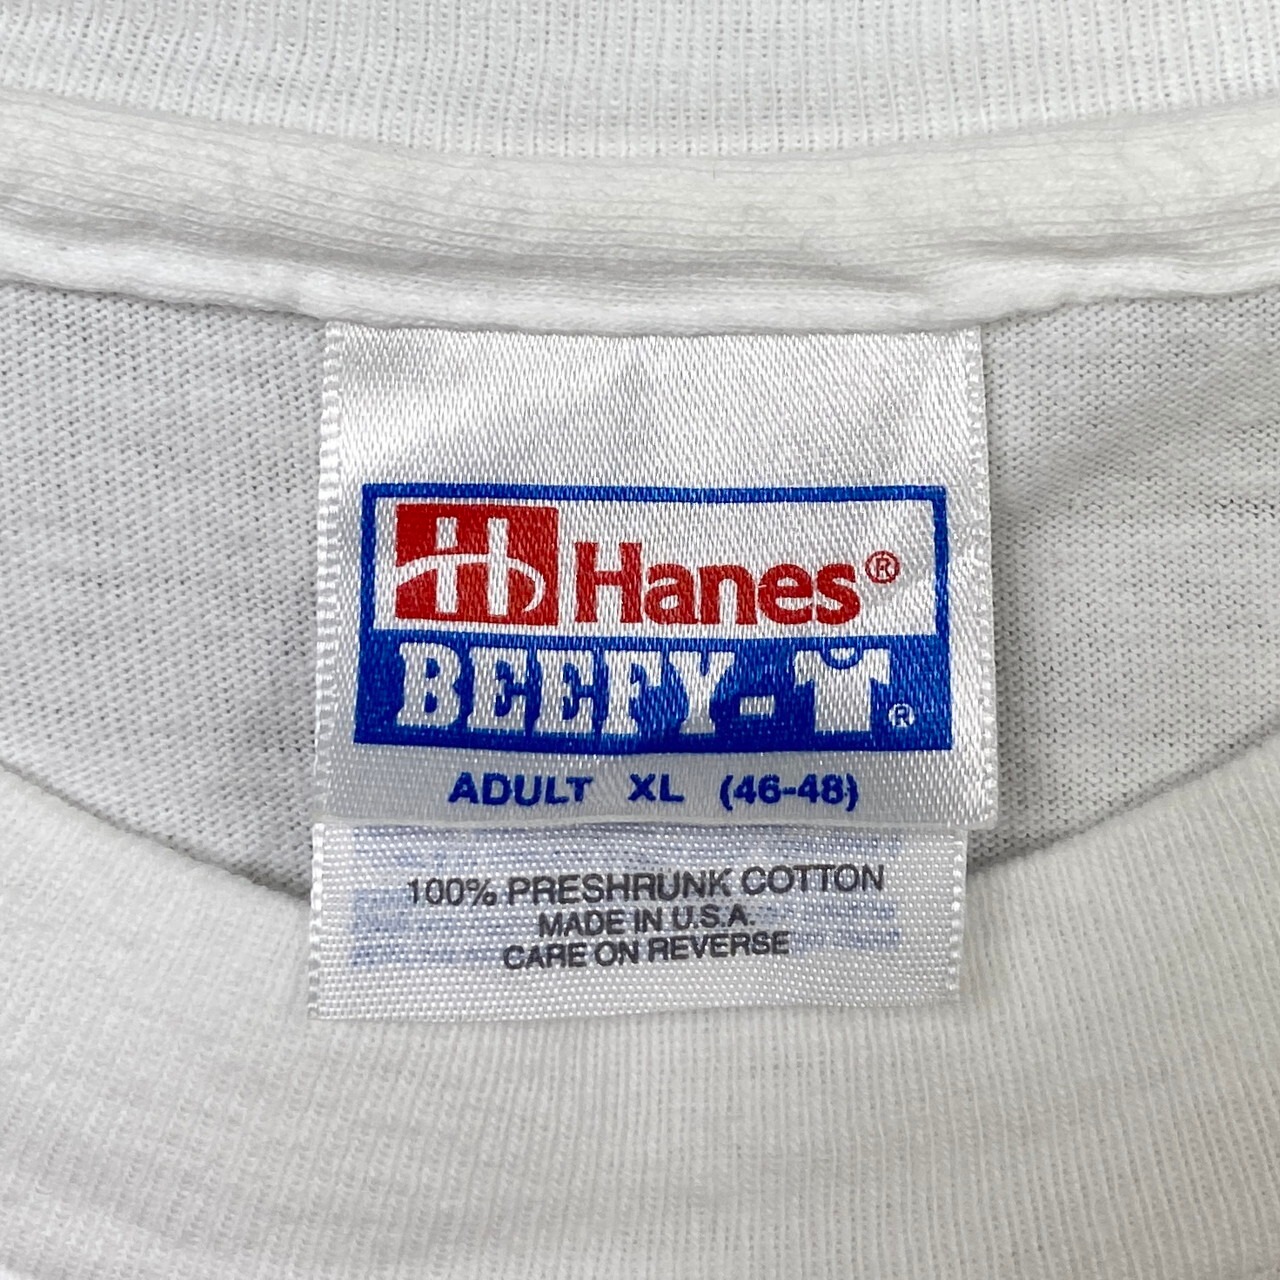 Hanes®
BEEFY-T®
ADULT XL (46-48)
100% PRESHRUNK COTTON
MADE IN U.S.A.
CARE ON REVERSE